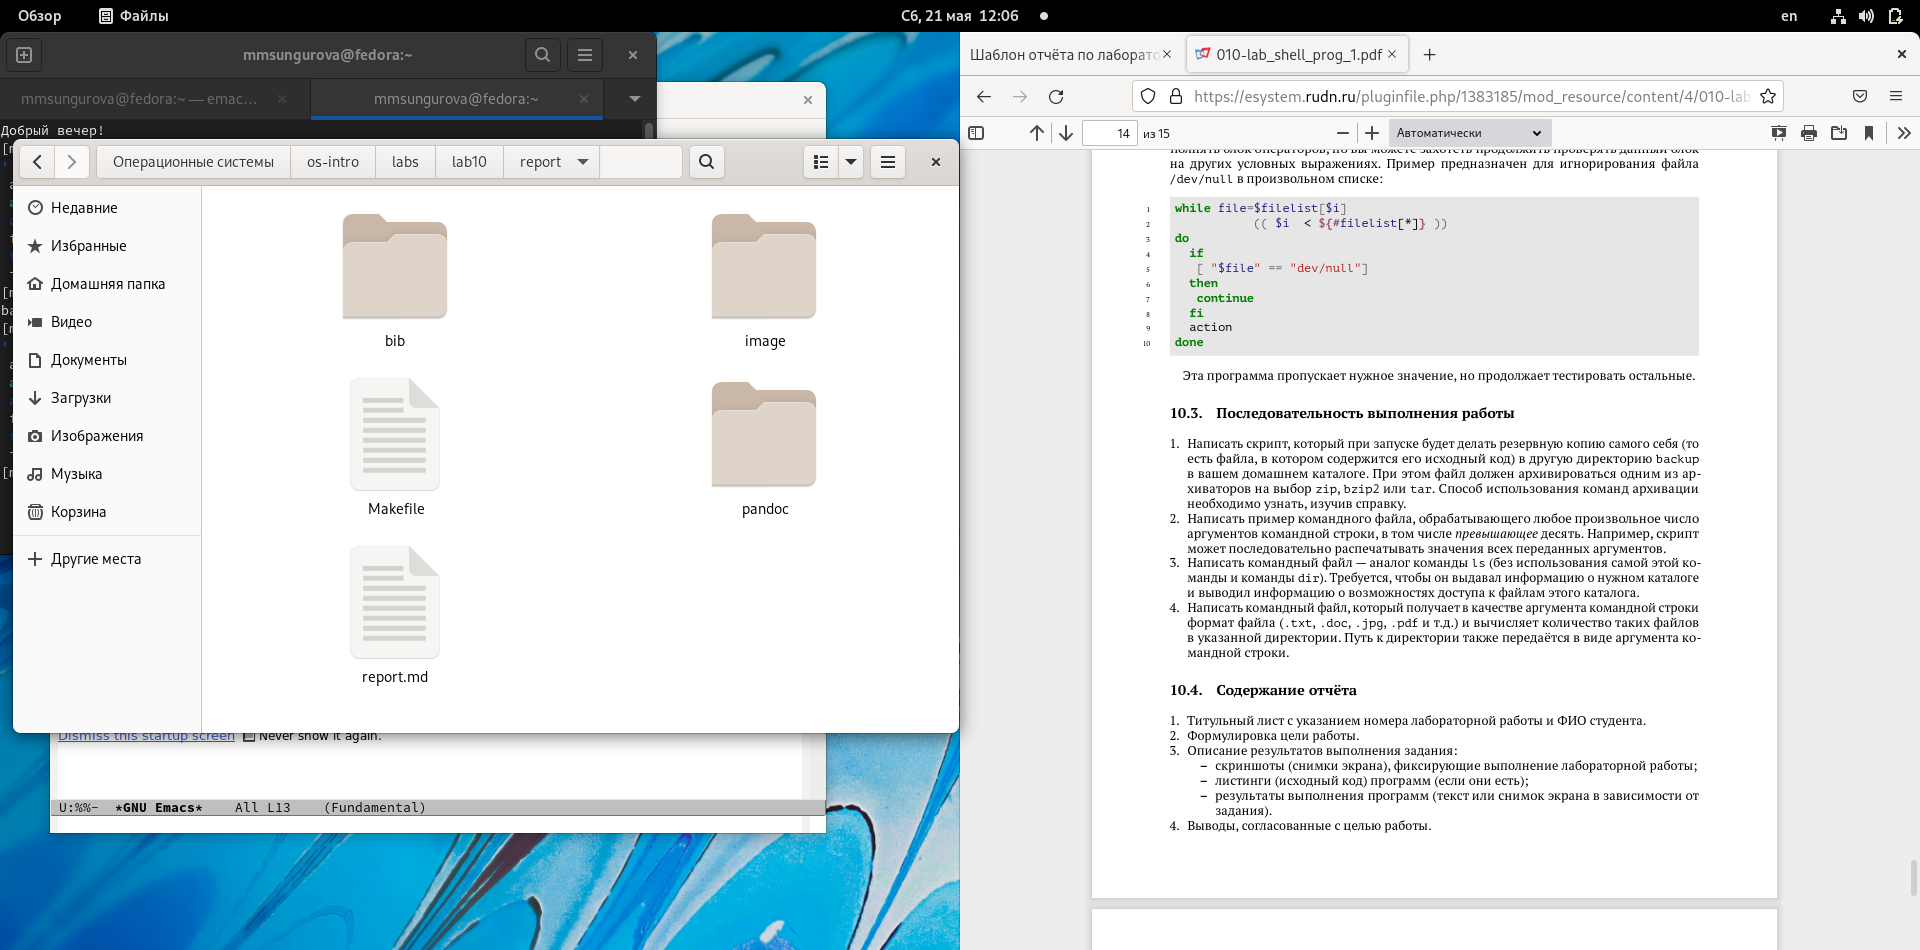 Обзор
Файлы
Сб, 21 мая 12:06
en
mmsungurova@fedora:~
mmsungurova@fedora:~ — emac…
mmsungurova@fedora:~
Добрый вечер!
Операционные системы
os-intro
labs
lab10
report
Недавние
Избранные
Домашняя папка
Видео
Документы
Загрузки
Изображения
Музыка
Корзина
Другие места
bib
image
Makefile
pandoc
report.md
Dismiss this startup screen
Never show it again.
U:%%-  *GNU Emacs*    All L13    (Fundamental)
Шаблон отчёта по лаборато
010-lab_shell_prog_1.pdf
https://esystem.rudn.ru/pluginfile.php/1383185/mod_resource/content/4/010-lab
14 из 15
Автоматически
на других условных выражениях. Пример предназначен для игнорирования файла
/dev/null в произвольном списке:
1 while file=$filelist[$i]
2 (( $i < ${#filelist[*]} ))
3 do
4 if
5 [ "$file" == "dev/null"]
6 then
7 continue
8 fi
9 action
10 done
Эта программа пропускает нужное значение, но продолжает тестировать остальные.
10.3. Последовательность выполнения работы
1. Написать скрипт, который при запуске будет делать резервную копию самого себя (то
есть файла, в котором содержится его исходный код) в другую директорию backup
в вашем домашнем каталоге. При этом файл должен архивироваться одним из ар-
хиваторов на выбор zip, bzip2 или tar. Способ использования команд архивации
необходимо узнать, изучив справку.
2. Написать пример командного файла, обрабатывающего любое произвольное число
аргументов командной строки, в том числе превышающее десять. Например, скрипт
может последовательно распечатывать значения всех переданных аргументов.
3. Написать командный файл — аналог команды ls (без использования самой этой ко-
манды и команды dir). Требуется, чтобы он выдавал информацию о нужном каталоге
и выводил информацию о возможностях доступа к файлам этого каталога.
4. Написать командный файл, который получает в качестве аргумента командной строки
формат файла (.txt, .doc, .jpg, .pdf и т.д.) и вычисляет количество таких файлов
в указанной директории. Путь к директории также передаётся в виде аргумента ко-
мандной строки.
10.4. Содержание отчёта
1. Титульный лист с указанием номера лабораторной работы и ФИО студента.
2. Формулировка цели работы.
3. Описание результатов выполнения задания:
– скриншоты (снимки экрана), фиксирующие выполнение лабораторной работы;
– листинги (исходный код) программ (если они есть);
– результаты выполнения программ (текст или снимок экрана в зависимости от
задания).
4. Выводы, согласованные с целью работы.